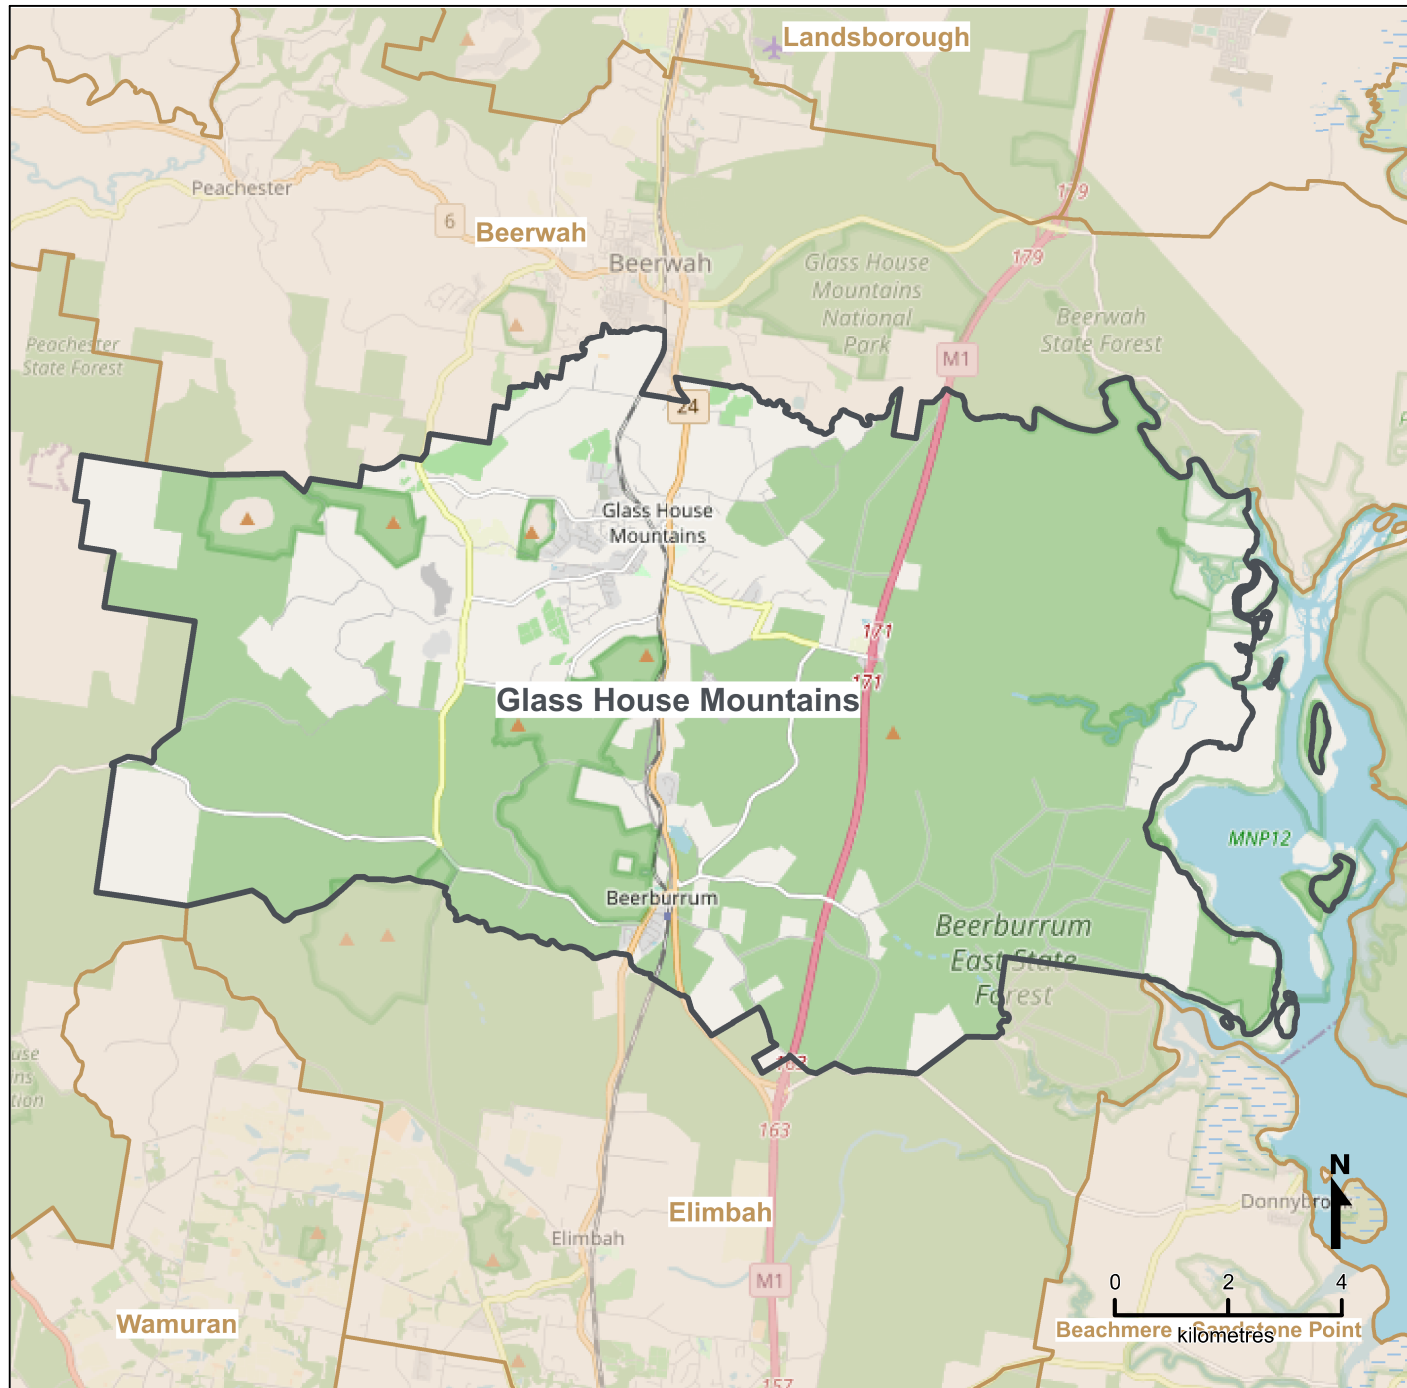 Landsborough
Peachester
179
6
Beerwah
Beerwah
179
Glass House
Mountains
National
Park
Beerwah
State Forest
Peachester
State Forest
M1
24
Glass House
Mountains
171
171
Glass House Mountains
MNP12
Beerburrum
Beerburrum
East State
Forest
163
163
N
Donnybro
Elimbah
Elimbah
M1
0 2 4
kilometres
Wamuran
Beachmere - Sandstone Point
157